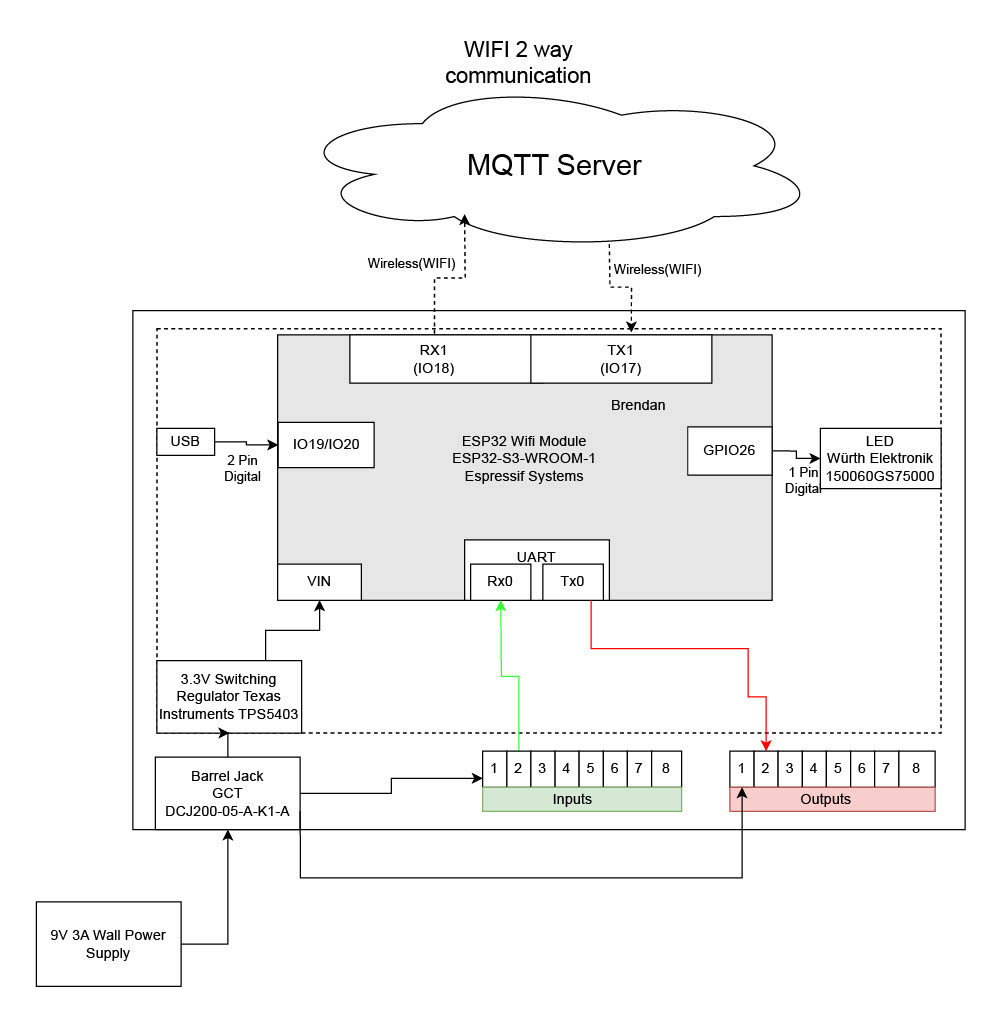 WIFI 2 way
communication
MQTT Server
Wireless(WIFI)
Wireless(WIFI)
RX1
(IO18)
TX1
(IO17)
Brendan
USB
2 Pin
Digital
IO19/IO20
ESP32 Wifi Module
ESP32-S3-WROOM-1
Espressif Systems
GPIO26
1 Pin
Digital
LED
Würth Elektronik
150060GS75000
UART
VIN
Rx0
Tx0
3.3V Switching
Regulator Texas
Instruments TPS5403
Barrel Jack
GCT
DCJ200-05-A-K1-A
1 2 3 4 5 6 7 8
Inputs
1 2 3 4 5 6 7 8
Outputs
9V 3A Wall Power
Supply